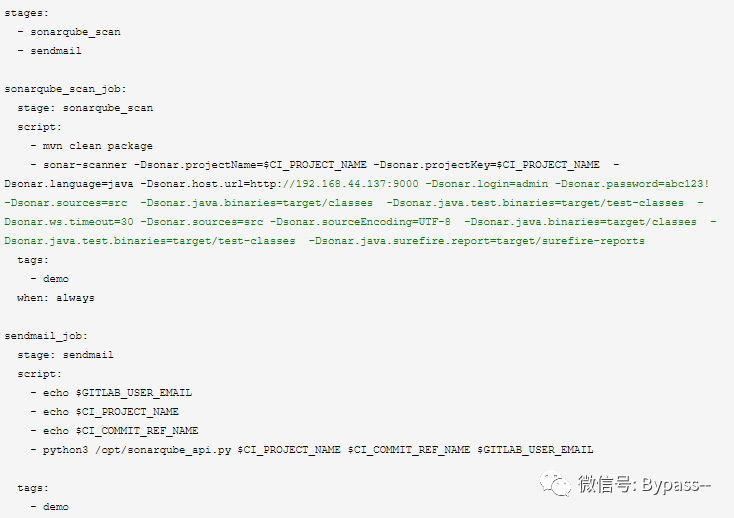 stages:
  - sonarqube_scan
  - sendmail

sonarqube_scan_job:
  stage: sonarqube_scan
  script:
    - mvn clean package
    - sonar-scanner -Dsonar.projectName=$CI_PROJECT_NAME -Dsonar.projectKey=$CI_PROJECT_NAME  -
Dsonar.language=java -Dsonar.host.url=http://192.168.44.137:9000 -Dsonar.login=admin -Dsonar.password=abc123!
-Dsonar.sources=src  -Dsonar.java.binaries=target/classes  -Dsonar.java.test.binaries=target/test-classes  -
Dsonar.ws.timeout=30 -Dsonar.sources=src -Dsonar.sourceEncoding=UTF-8  -Dsonar.java.binaries=target/classes  -
Dsonar.java.test.binaries=target/test-classes  -Dsonar.java.surefire.report=target/surefire-reports
  tags:
    - demo
  when: always

sendmail_job:
  stage: sendmail
  script:
    - echo $GITLAB_USER_EMAIL
    - echo $CI_PROJECT_NAME
    - echo $CI_COMMIT_REF_NAME
    - python3 /opt/sonarqube_api.py $CI_PROJECT_NAME $CI_COMMIT_REF_NAME $GITLAB_USER_EMAIL

  tags:
    - demo
微信号: Bypass--